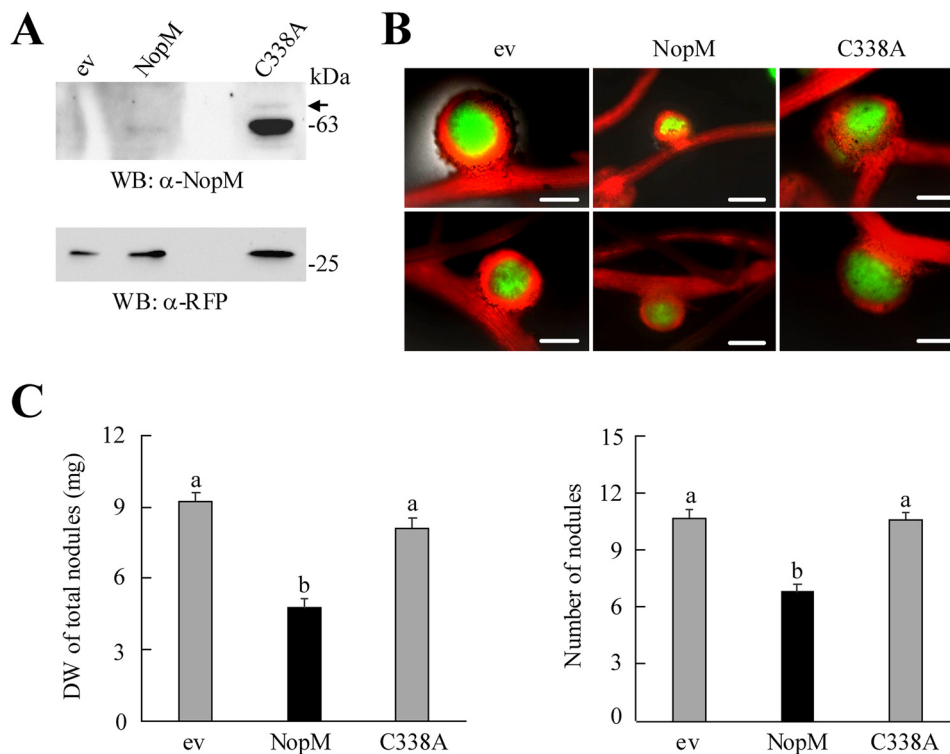 A
ev
NopM
C338A
kDa
-63
WB: α-NopM
-25
WB: α-RFP
B
ev
NopM
C338A
C
DW of total nodules (mg)
12
9
6
3
0
a
b
a
ev
NopM
C338A
Number of nodules
15
12
9
6
3
0
a
b
a
ev
NopM
C338A